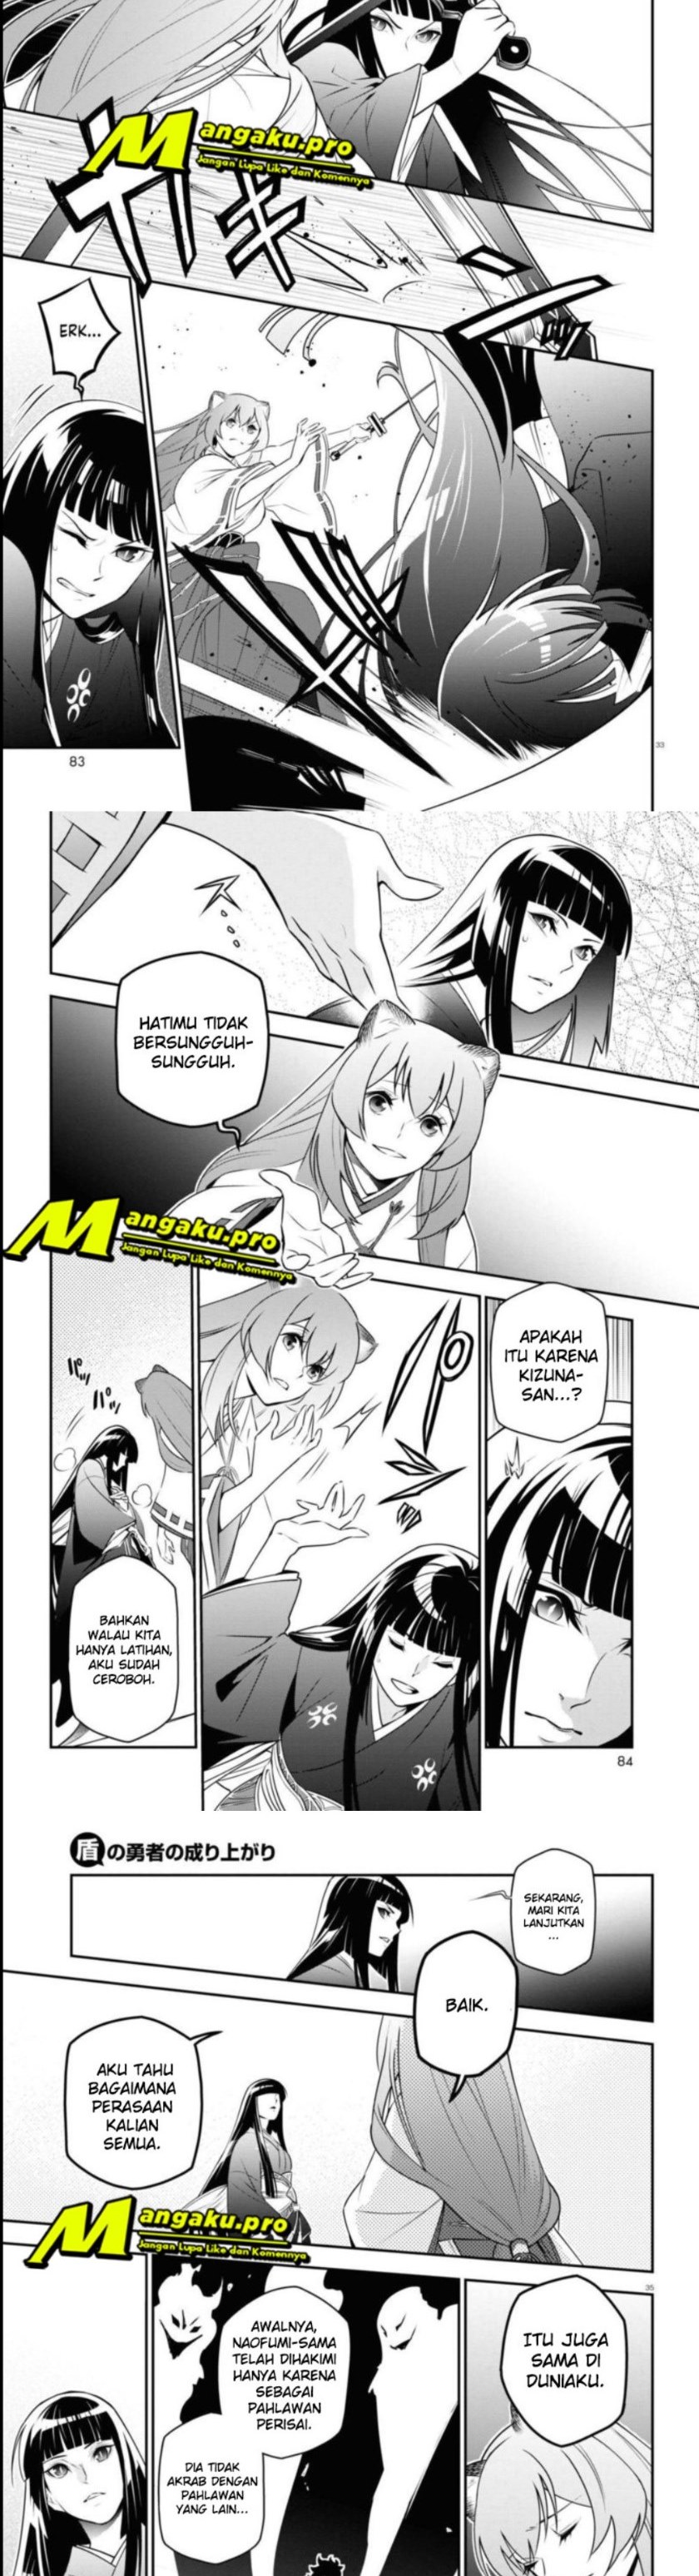 Mangaku.pro
Jangan Lupa Like dan Komennya
ガキ
ィン
ERK...
33
83
HATIMU TIDAK
BERSUNGGUH-
SUNGGUH.
Mangaku.pro
Jangan Lupa Like dan Komennya
APAKAH
ITU KARENA
KIZUNA-
SAN...?
BAHKAN
WALAU KITA
HANYA LATIHAN,
AKU SUDAH
CEROBOH.
84
盾の勇者の成り上がり
SEKARANG,
MARI KITA
LANJUTKAN
...
BAIK.
AKU TAHU
BAGAIMANA
PERASAAN
KALIAN
SEMUA.
Mangaku.pro
Jangan Lupa Like dan Komennya
35
ITU JUGA
SAMA DI
DUNIAKU.
AWALNYA,
NAOFUMI-SAMA
TELAH DIHAKIMI
HANYA KARENA
SEBAGAI
PAHLAWAN
PERISAI.
DIA TIDAK
AKRAB DENGAN
PAHLAWAN
YANG LAIN...